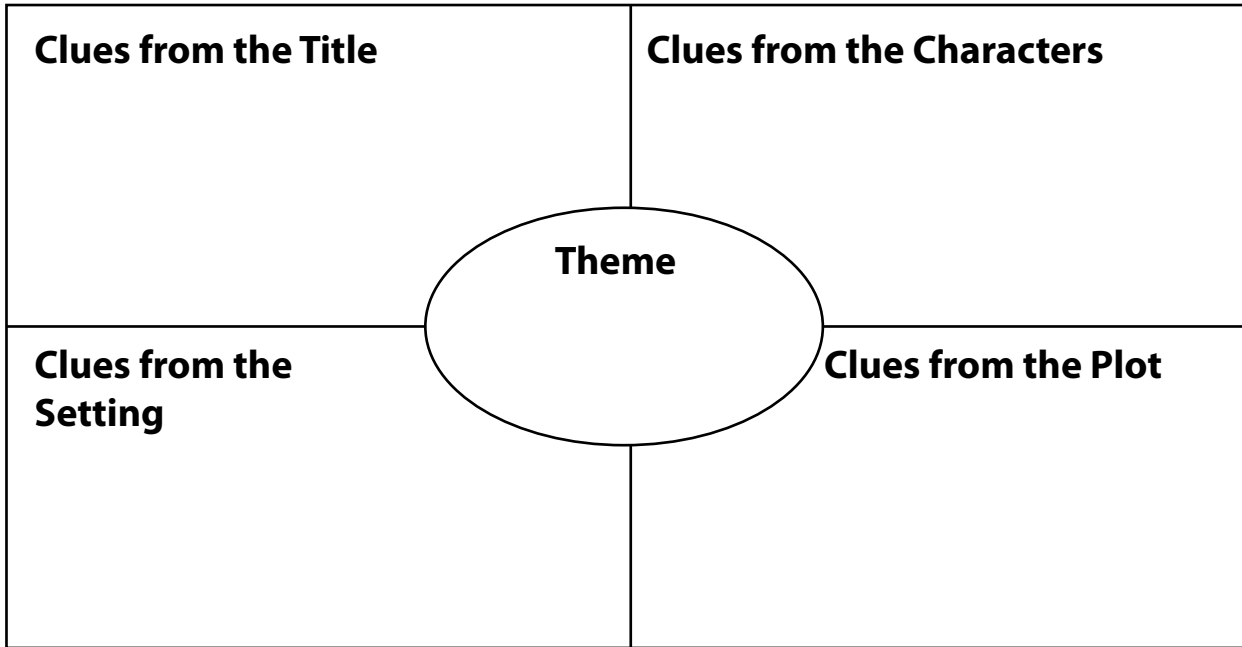 Clues from the Title
Clues from the Characters
Theme
Clues from the
Setting
Clues from the Plot